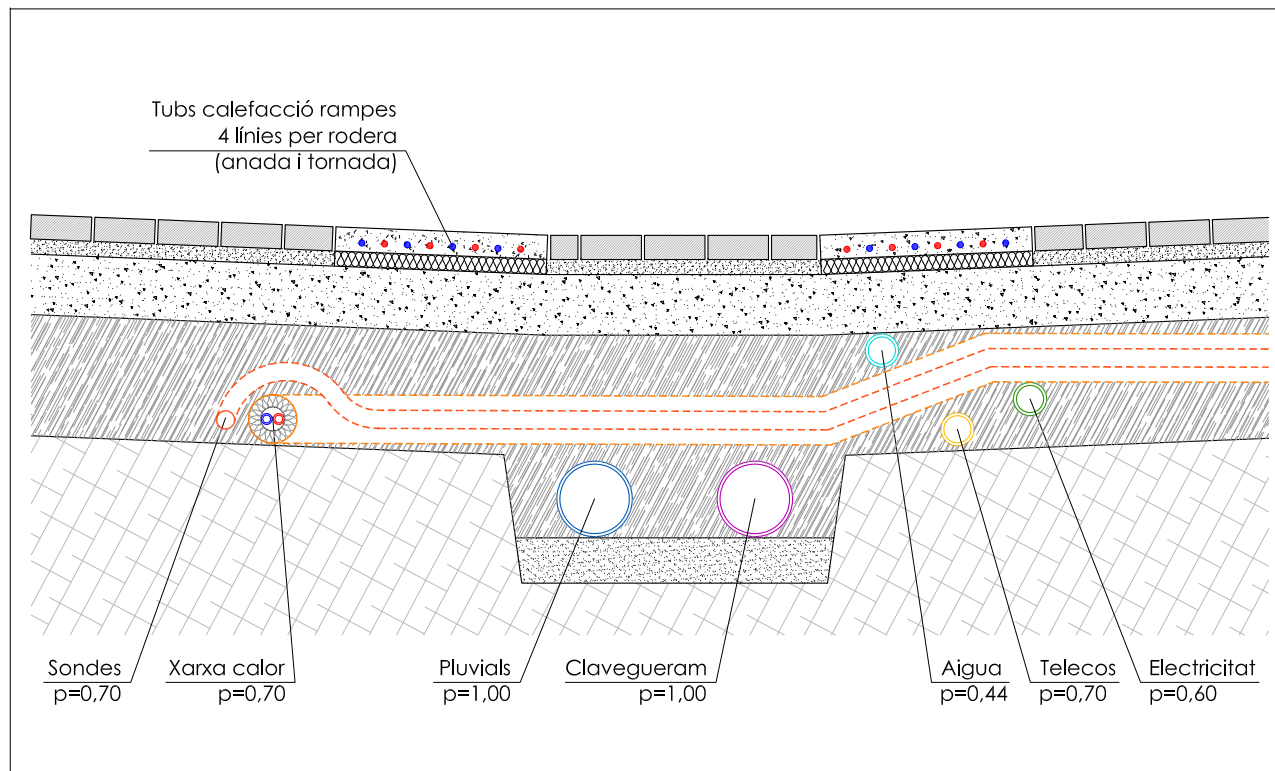 Tubs calefacció rampes
4 línies per rodera
(anada i tornada)
Sondes
p=0,70
Xarxa calor
p=0,70
Pluvials
p=1,00
Clavegueram
p=1,00
Aigua
p=0,44
Telecos
p=0,70
Electricitat
p=0,60